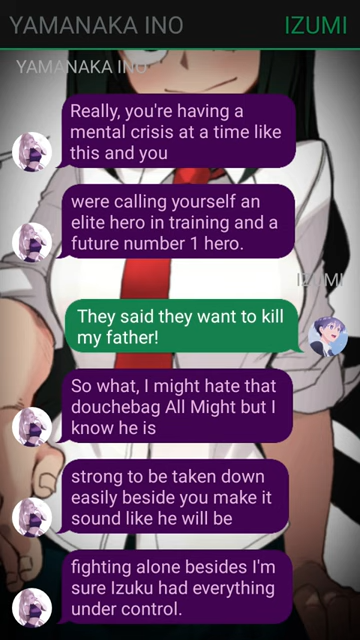 YAMANAKA INO
IZUMI
YAMANAKA INO
Really, you're having a
mental crisis at a time like
this and you
were calling yourself an
elite hero in training and a
future number 1 hero.
IZUMI
They said they want to kill
my father!
So what, I might hate that
douchebag All Might but I
know he is
strong to be taken down
easily beside you make it
sound like he will be
fighting alone besides I'm
sure Izuku had everything
under control.